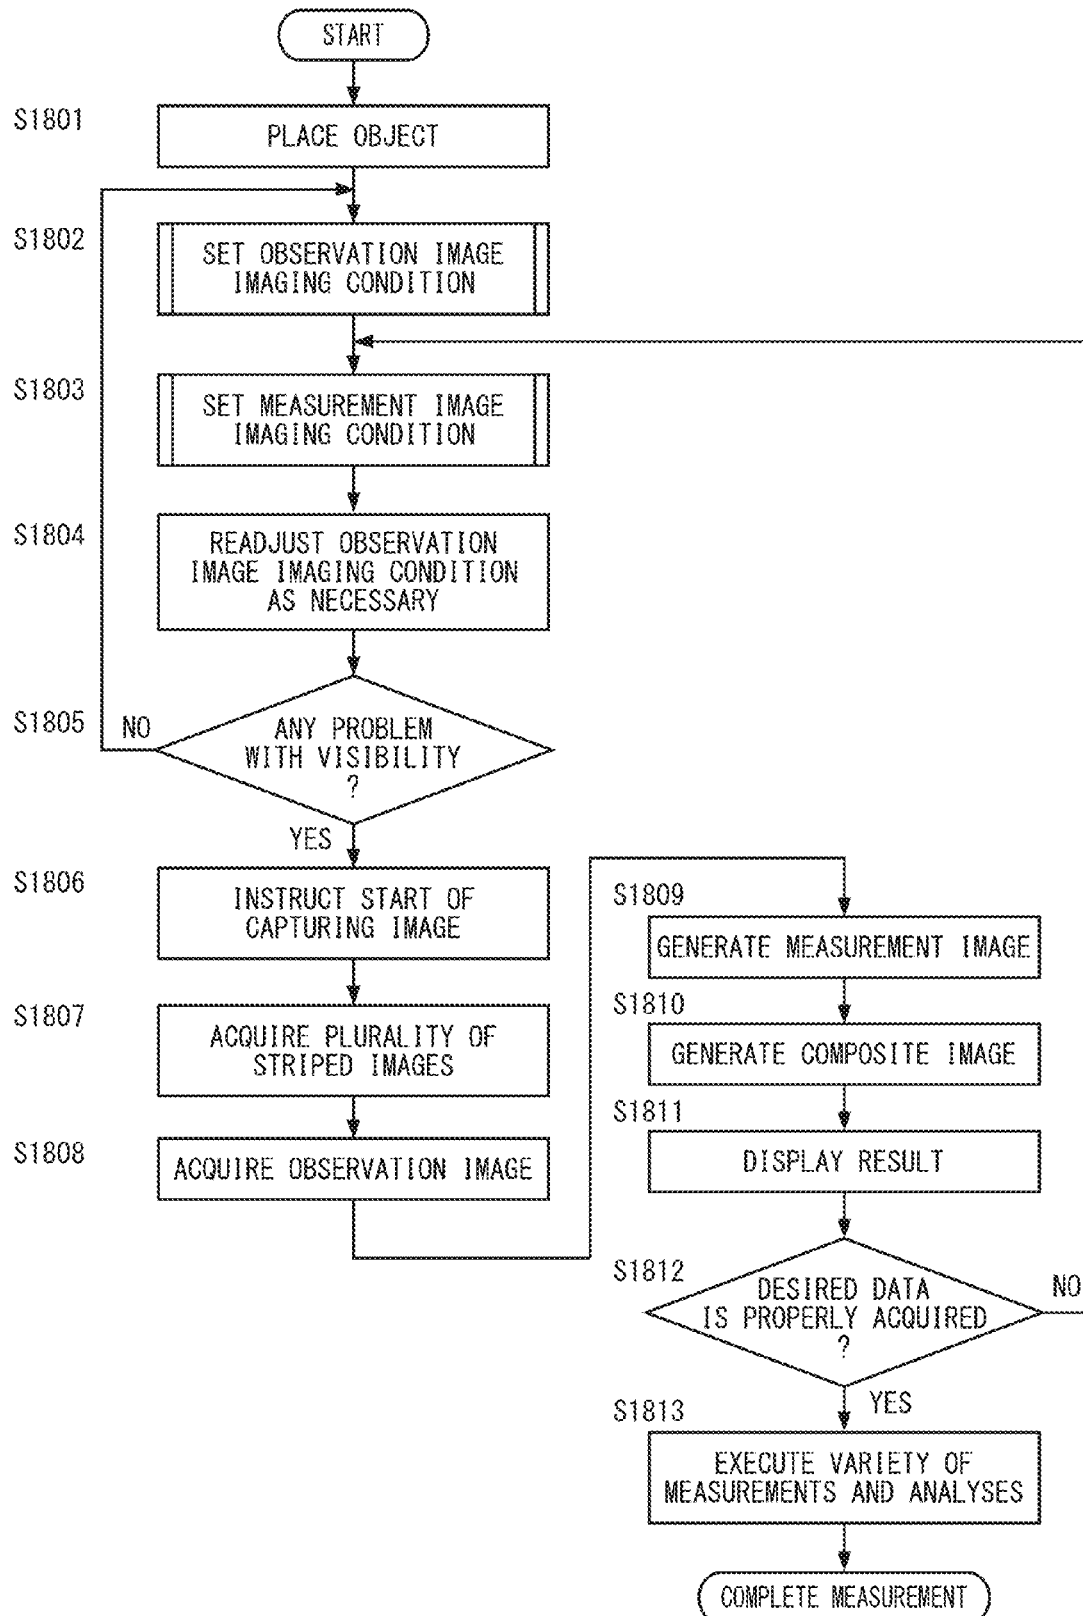 START
S1801
PLACE OBJECT
S1802
SET OBSERVATION IMAGE
IMAGING CONDITION
S1803
SET MEASUREMENT IMAGE
IMAGING CONDITION
S1804
READJUST OBSERVATION
IMAGE IMAGING CONDITION
AS NECESSARY
S1805
NO
ANY PROBLEM
WITH VISIBILITY
?
YES
S1806
INSTRUCT START OF
CAPTURING IMAGE
S1807
ACQUIRE PLURALITY OF
STRIPED IMAGES
S1808
ACQUIRE OBSERVATION IMAGE
S1809
GENERATE MEASUREMENT IMAGE
S1810
GENERATE COMPOSITE IMAGE
S1811
DISPLAY RESULT
S1812
DESIRED DATA
IS PROPERLY ACQUIRED
?
NO
YES
S1813
EXECUTE VARIETY OF
MEASUREMENTS AND ANALYSES
COMPLETE MEASUREMENT